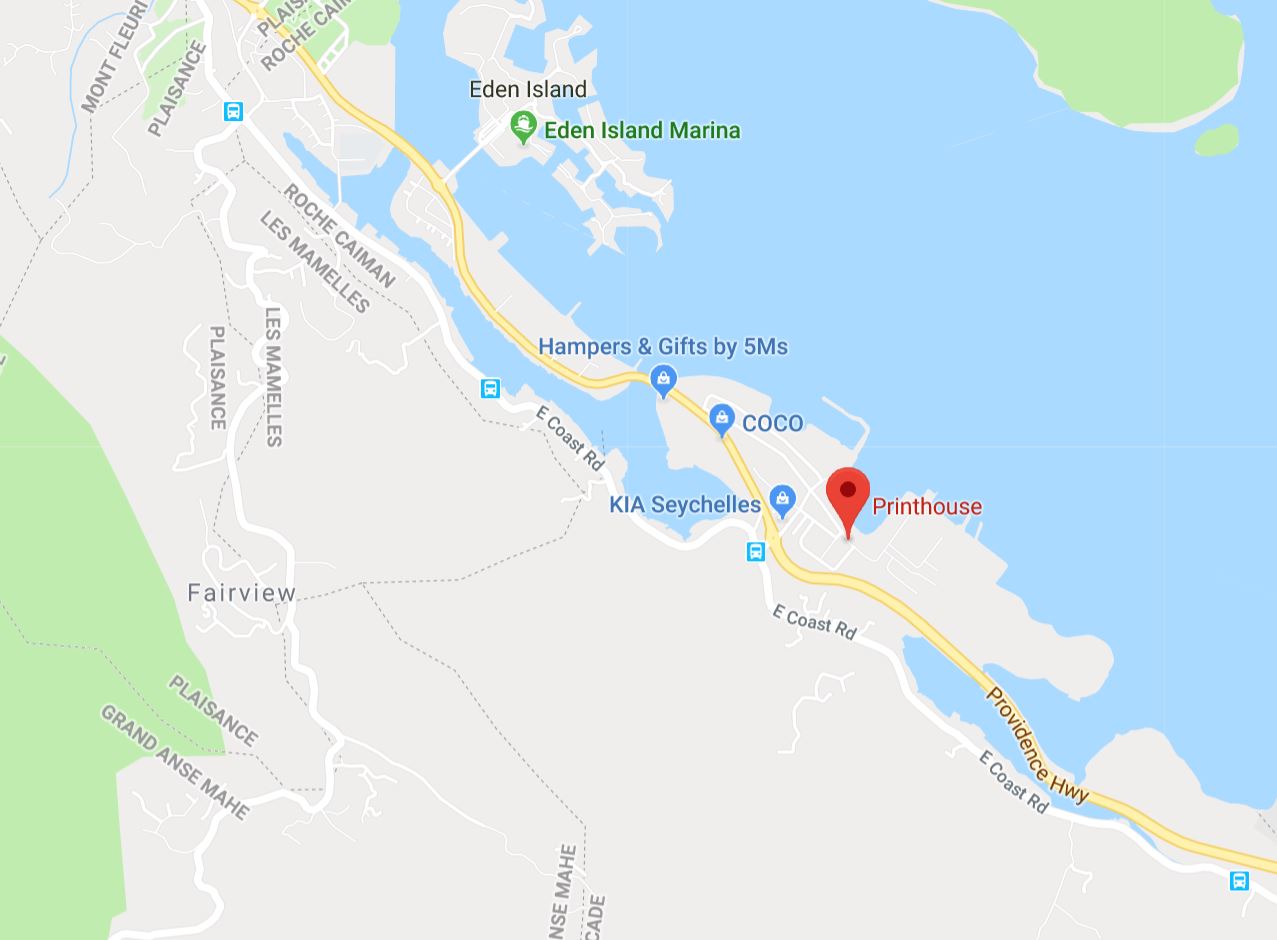 MONT FLEURI
PLAISANCE
ROCHE CAIM
PLAISANCE
Eden Island
Eden Island Marina
ROCHE CAIMAN
LES MAMELLES
PLAISANCE
LES MAMELLES
Hampers & Gifts by 5Ms
COCO
E Coast Rd
KIA Seychelles
Printhouse
Fairview
E Coast Rd
PLAISANCE
GRAND ANSE MAHE
Providence Hwy
E Coast Rd
NSE MAHE
CADE